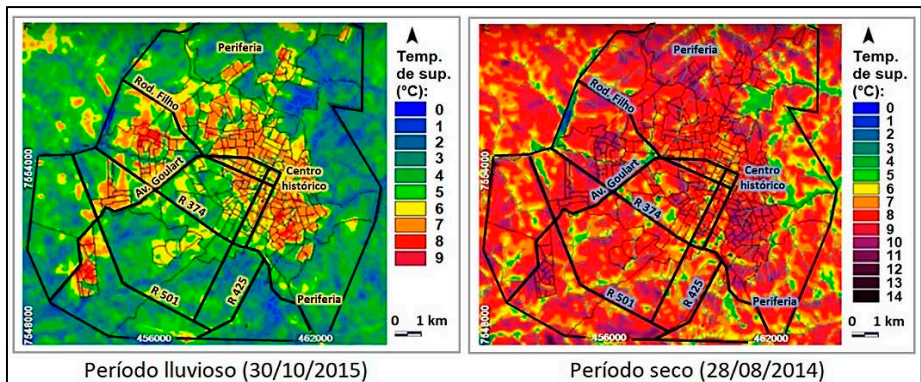 Periferia
Rod. Filho
Av. Goulart
Centro
histórico
R 374
R 501
R 425
Periferia
7554000
7548000
456000
462000
Temp.
de sup.
(°C):
0
1
2
3
4
5
6
7
8
9
0 1 km
Período lluvioso (30/10/2015)
Periferia
Rod. Filho
Av. Goulart
Centro
histórico
R 374
R 501
R 425
Periferia
7554000
7548000
456000
462000
Temp.
de sup.
(°C):
0
1
2
3
4
5
6
7
8
9
10
11
12
13
14
0 1 km
Período seco (28/08/2014)